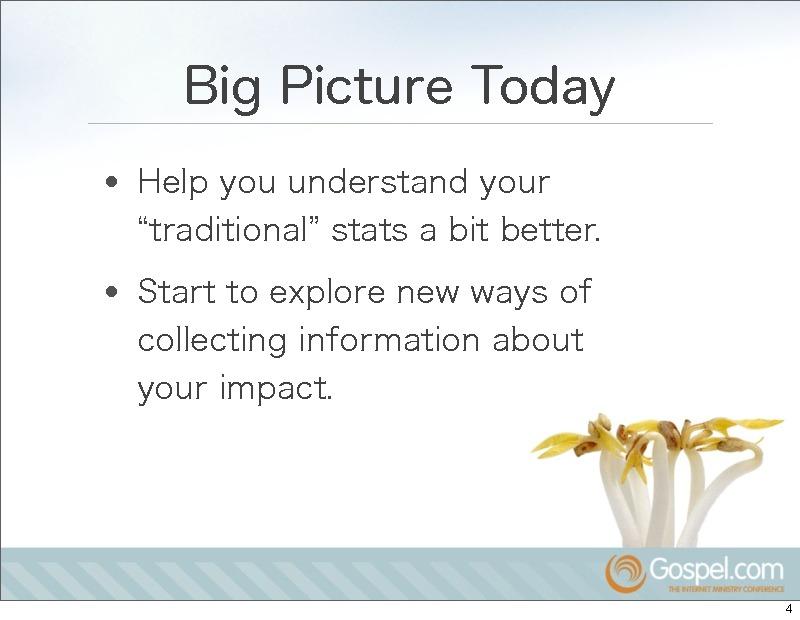 Big Picture Today
• Help you understand your
“traditional” stats a bit better.
• Start to explore new ways of
collecting information about
your impact.
Gospel.com
THE INTERNET MINISTRY CONFERENCE
4